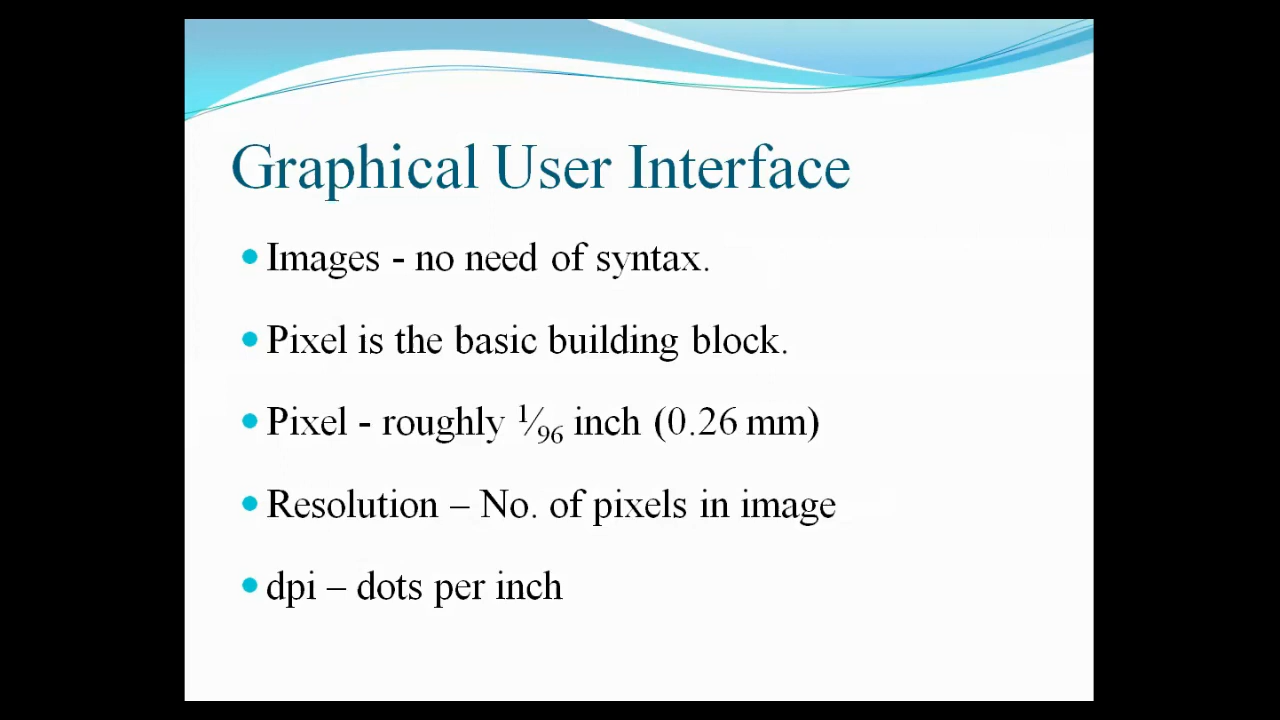 Graphical User Interface
Images - no need of syntax.
Pixel is the basic building block.
Pixel - roughly ¹⁄₉₆ inch (0.26 mm)
Resolution – No. of pixels in image
dpi – dots per inch